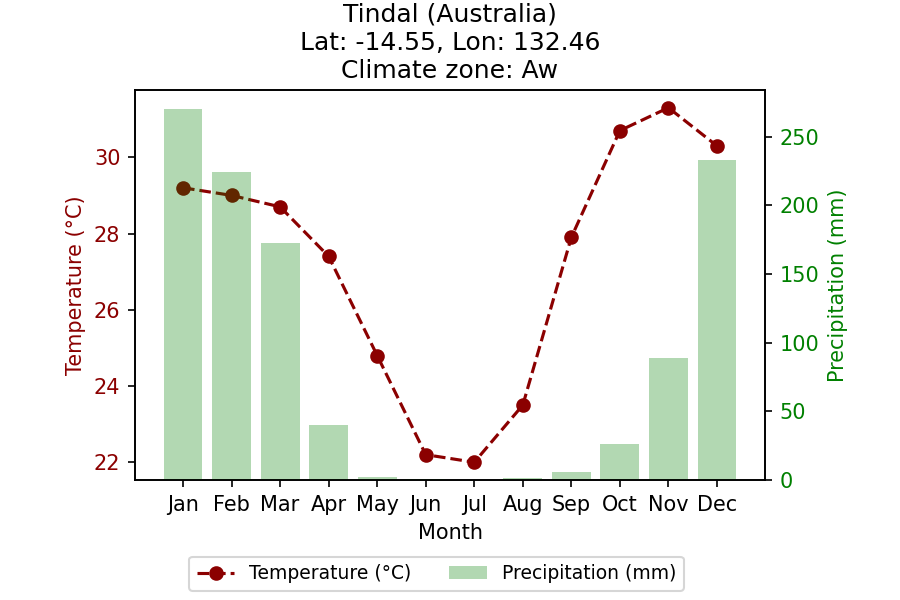 Tindal (Australia)
Lat: -14.55, Lon: 132.46
Climate zone: Aw
Temperature (°C)
30
28
26
24
22
Precipitation (mm)
250
200
150
100
50
0
Jan Feb Mar Apr May Jun Jul Aug Sep Oct Nov Dec
Month
Temperature (°C) Precipitation (mm)